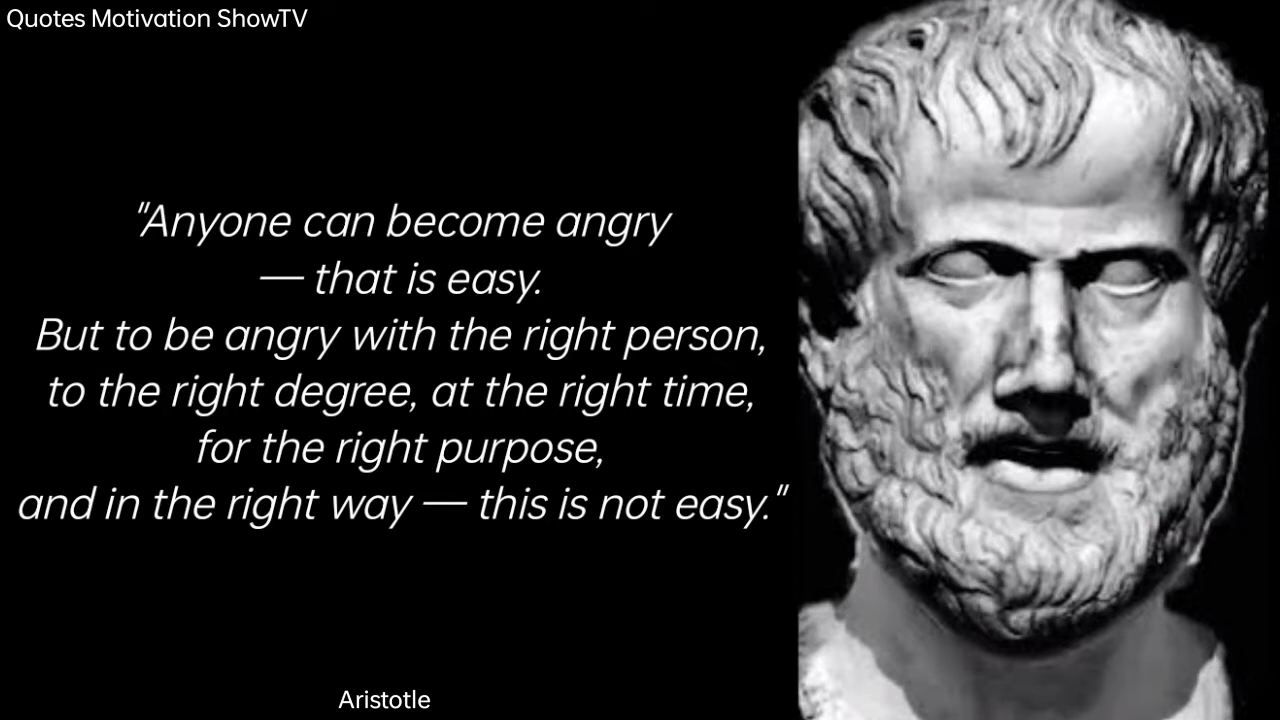 Quotes Motivation ShowTV
"Anyone can become angry
— that is easy.
But to be angry with the right person,
to the right degree, at the right time,
for the right purpose,
and in the right way — this is not easy."
Aristotle